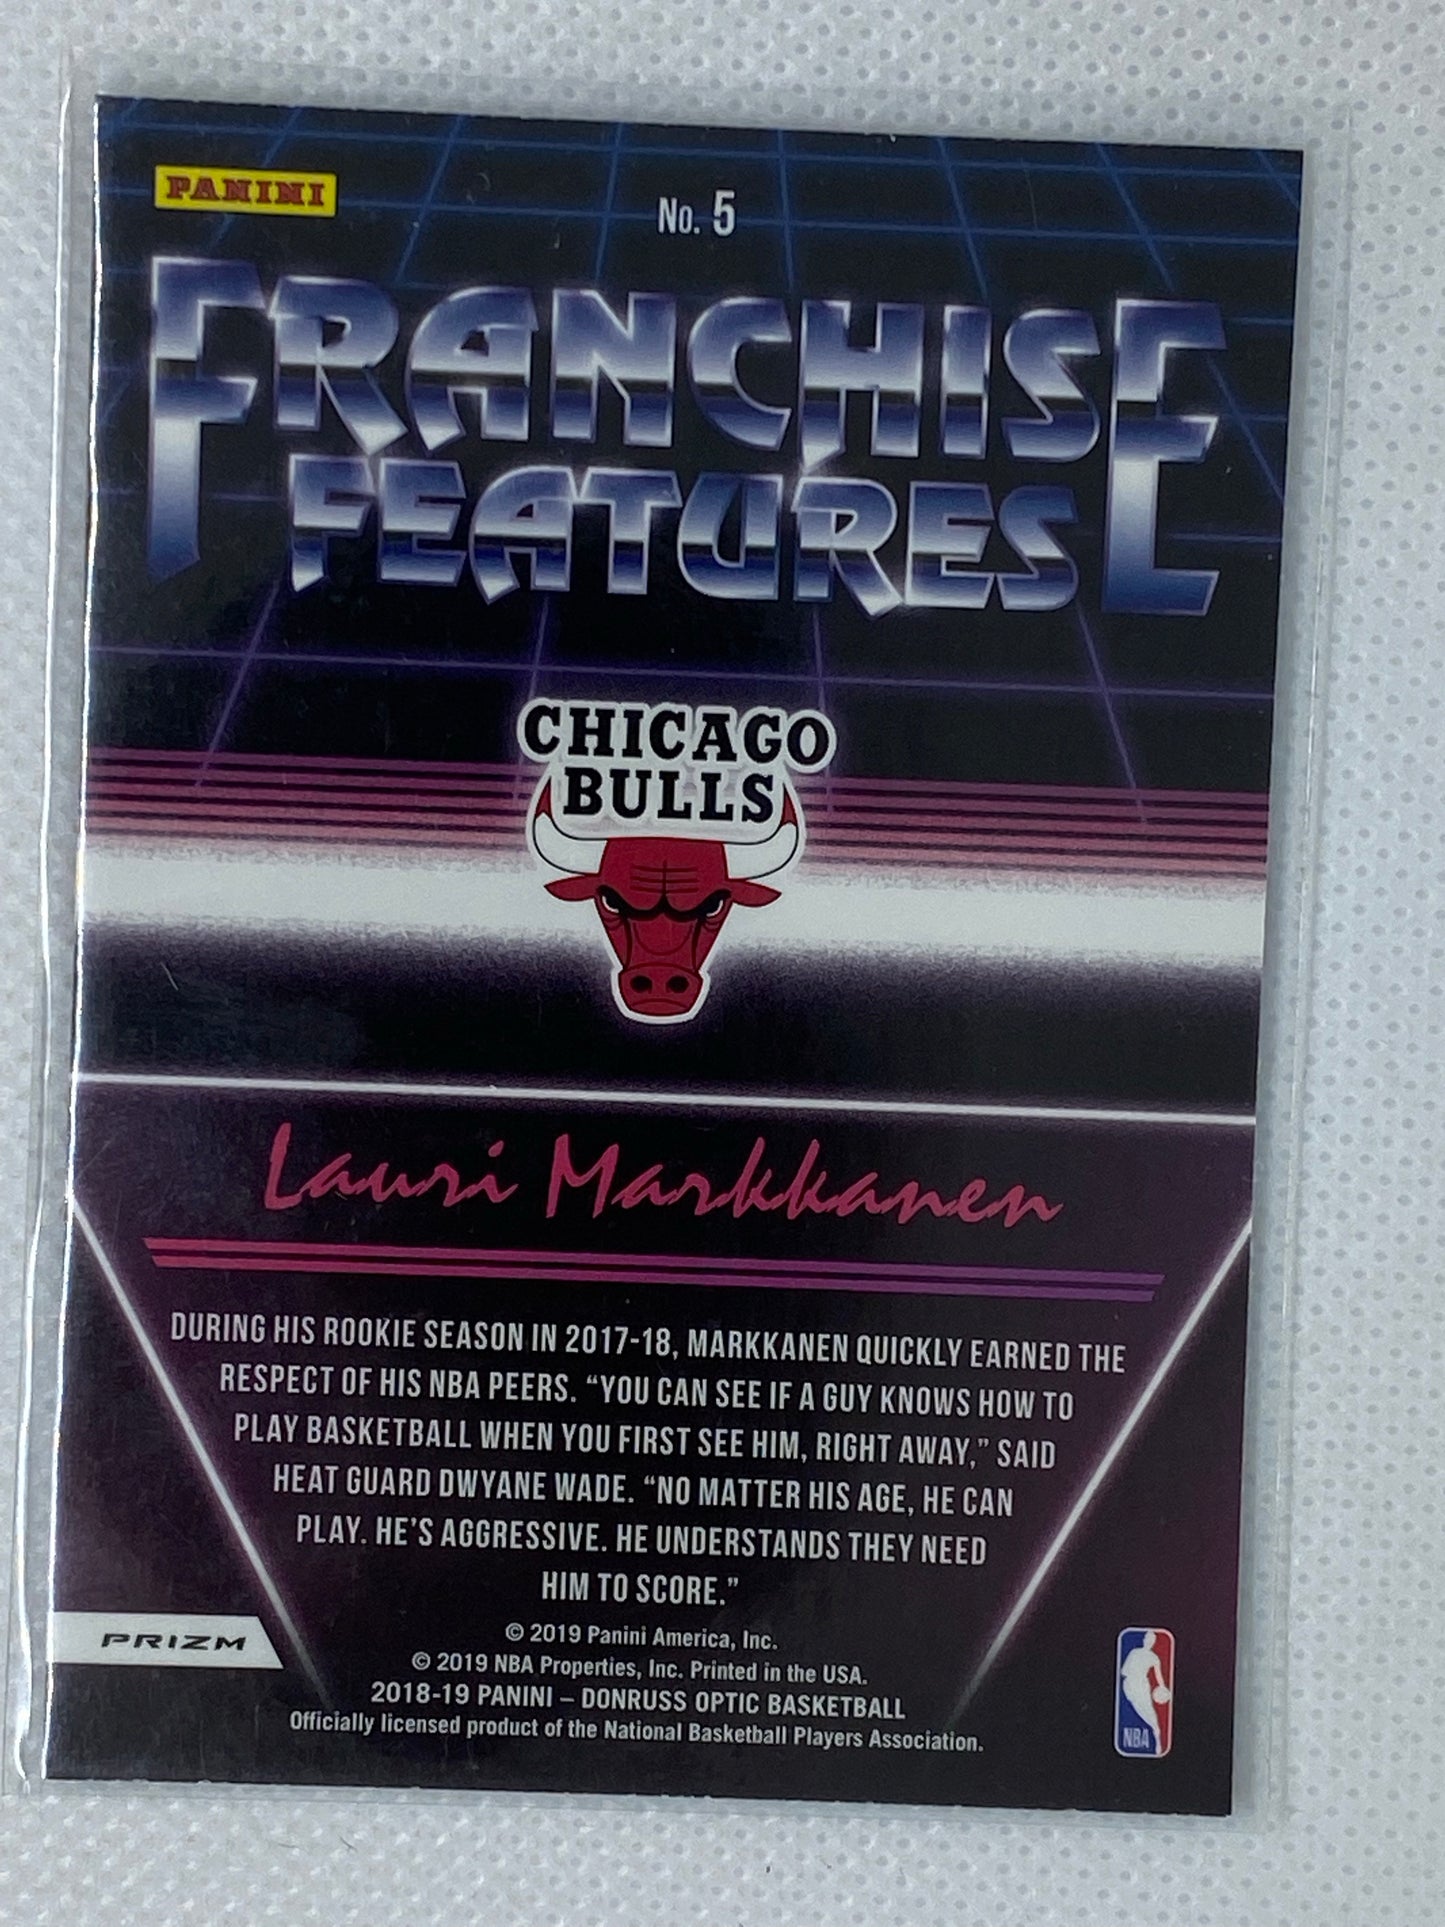 PANINI
No. 5
FRANCHISE
FEATURES
CHICAGO
BULLS
Lauri Markkanen
DURING HIS ROOKIE SEASON IN 2017-18, MARKKANEN QUICKLY EARNED THE
RESPECT OF HIS NBA PEERS. “YOU CAN SEE IF A GUY KNOWS HOW TO
PLAY BASKETBALL WHEN YOU FIRST SEE HIM, RIGHT AWAY,” SAID
HEAT GUARD DWYANE WADE. “NO MATTER HIS AGE, HE CAN
PLAY. HE’S AGGRESSIVE. HE UNDERSTANDS THEY NEED
HIM TO SCORE.”
PRIZM
© 2019 Panini America, Inc.
© 2019 NBA Properties, Inc. Printed in the USA.
2018-19 PANINI – DONRUSS OPTIC BASKETBALL
Officially licensed product of the National Basketball Players Association.
NBA